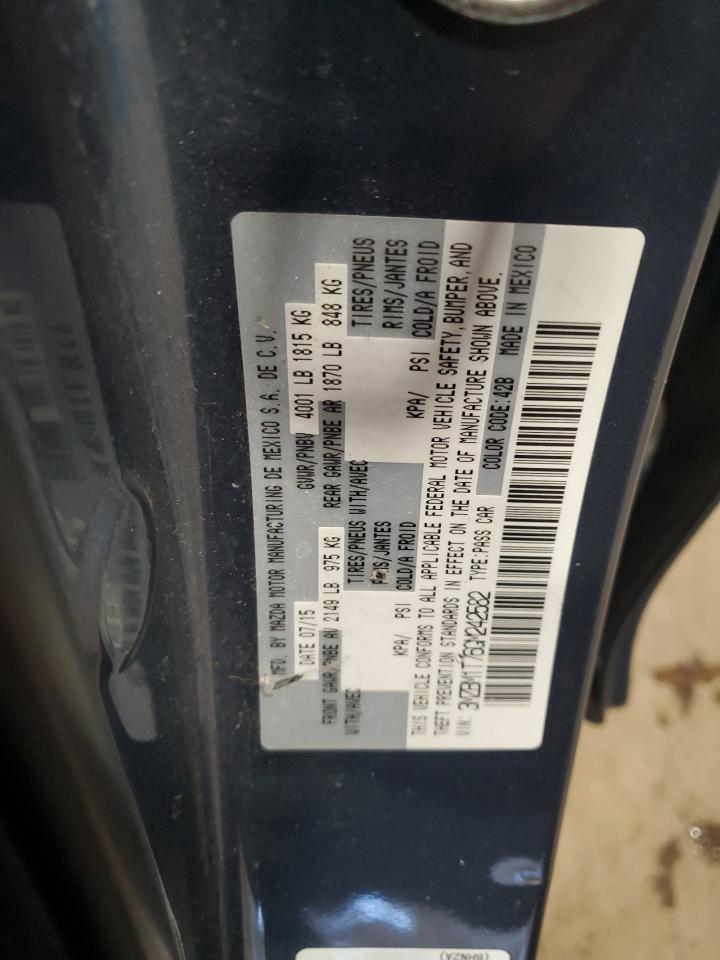 MFD. BY MAZDA MOTOR MANUFACTURING DE MEXICO S.A. DE C.V.
DATE 07/15 GVWR/PNBV 4001 LB 1815 KG
FRONT GAWR/PNBE AV 2149 LB 975 KG REAR GAWR/PNBE AR 1870 LB 848 KG
WITH/AVEC TIRES/PNEUS WITH/AVEC TIRES/PNEUS
RIMS/JANTES RIMS/JANTES
KPA/ PSI COLD/A FROID KPA/ PSI COLD/A FROID
THIS VEHICLE CONFORMS TO ALL APPLICABLE FEDERAL MOTOR VEHICLE SAFETY, BUMPER, AND
THEFT PREVENTION STANDARDS IN EFFECT ON THE DATE OF MANUFACTURE SHOWN ABOVE.
VIN: 3MZBM1T76GM242582 TYPE:PASS CAR COLOR CODE:42B MADE IN MEXICO
(BHN2A)